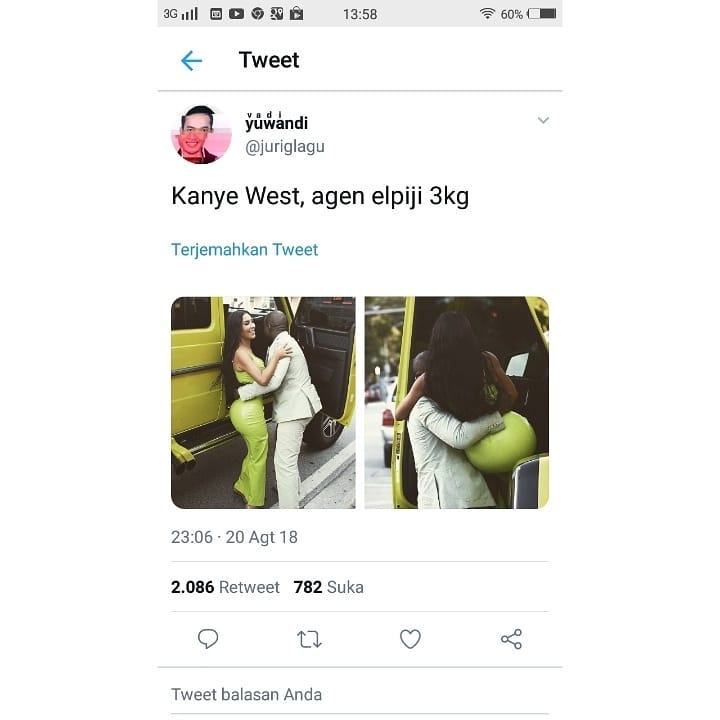 3G 13:58 60%
Tweet
vadi
yuwandi
@juriglagu
Kanye West, agen elpiji 3kg
Terjemahkan Tweet
23:06 · 20 Agt 18
2.086 Retweet 782 Suka
Tweet balasan Anda